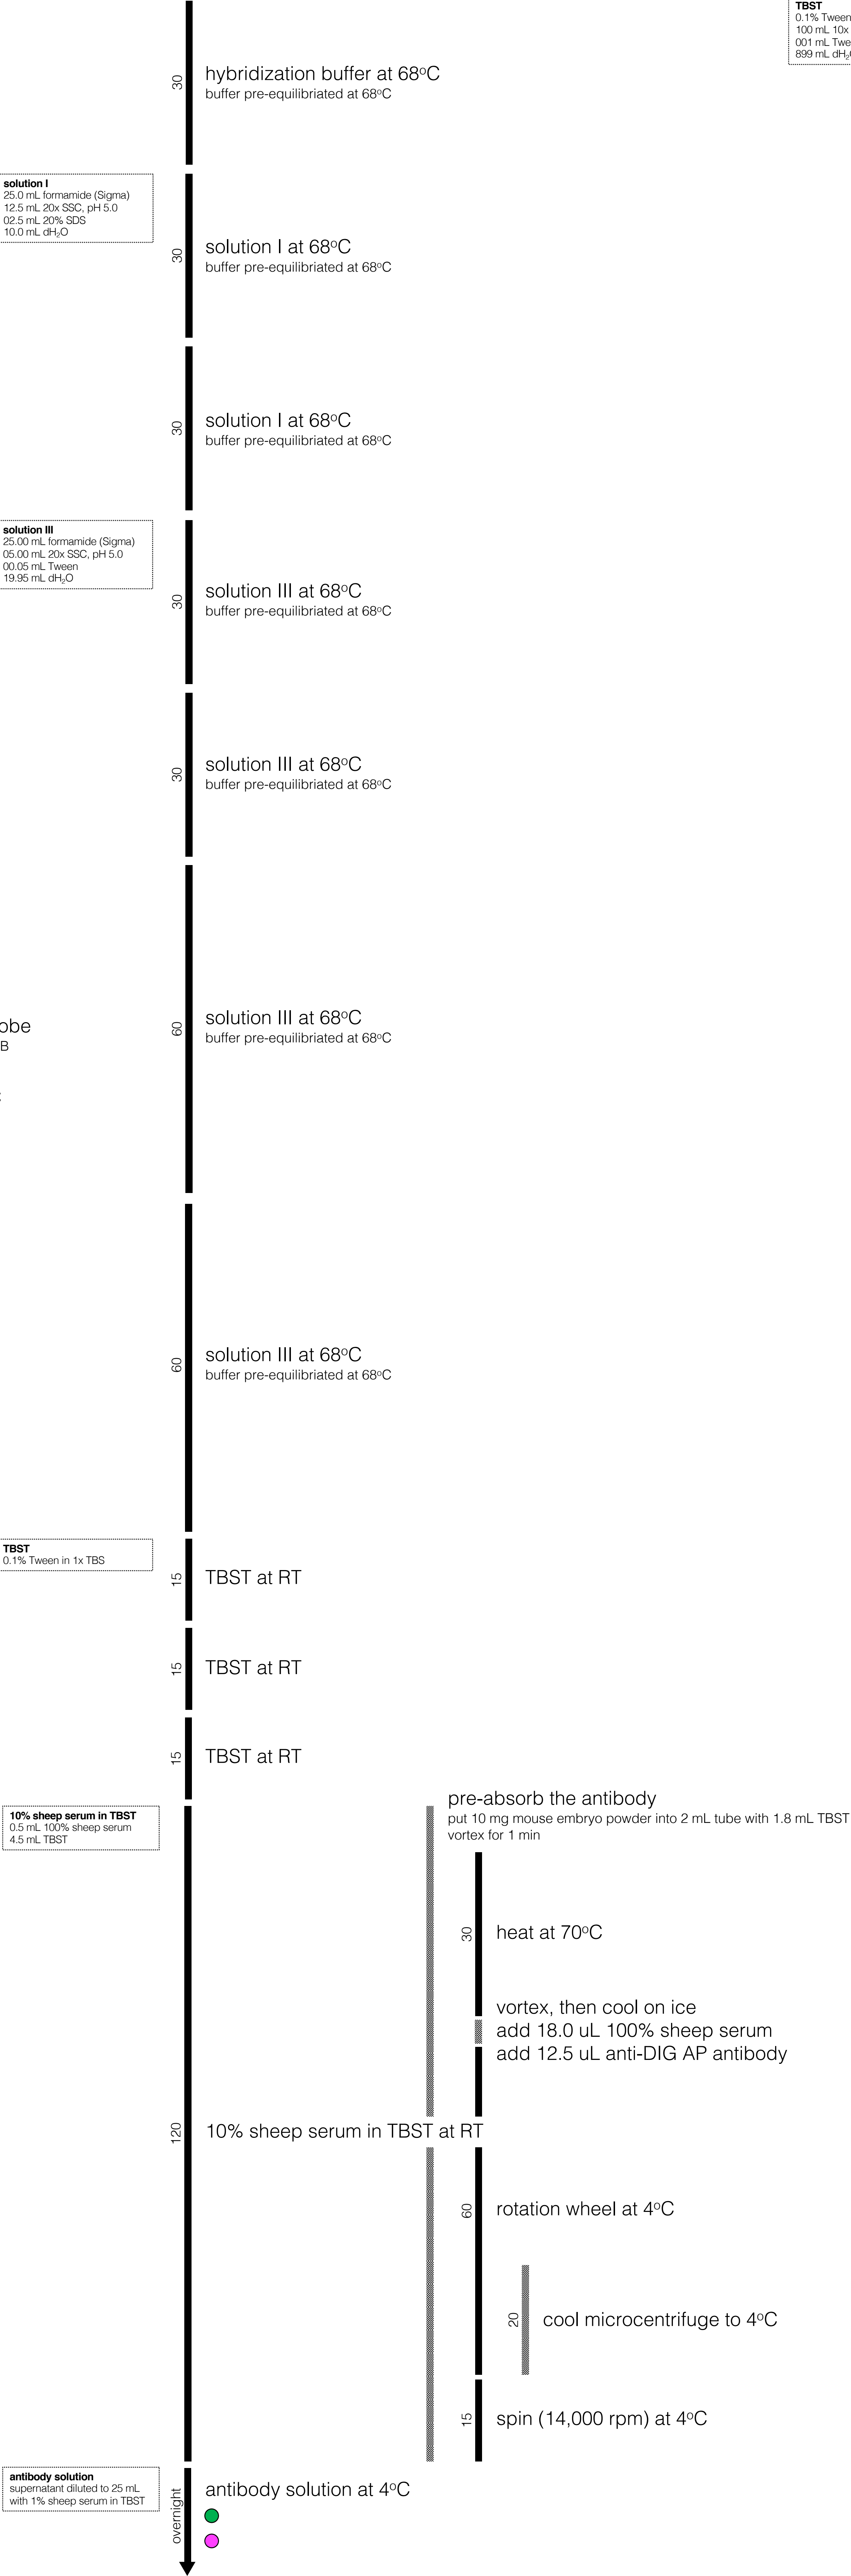 TBST
0.1% Tween
100 mL 10x
001 mL Twe
899 mL dH₂
30
hybridization buffer at 68ºC
buffer pre-equilibriated at 68ºC
solution I
25.0 mL formamide (Sigma)
12.5 mL 20x SSC, pH 5.0
02.5 mL 20% SDS
10.0 mL dH₂O
30
solution I at 68ºC
buffer pre-equilibriated at 68ºC
30
solution I at 68ºC
buffer pre-equilibriated at 68ºC
solution III
25.00 mL formamide (Sigma)
05.00 mL 20x SSC, pH 5.0
00.05 mL Tween
19.95 mL dH₂O
30
solution III at 68ºC
buffer pre-equilibriated at 68ºC
30
solution III at 68ºC
buffer pre-equilibriated at 68ºC
obe
B
60
solution III at 68ºC
buffer pre-equilibriated at 68ºC
60
solution III at 68ºC
buffer pre-equilibriated at 68ºC
TBST
0.1% Tween in 1x TBS
15
TBST at RT
15
TBST at RT
15
TBST at RT
10% sheep serum in TBST
0.5 mL 100% sheep serum
4.5 mL TBST
120
10% sheep serum in TBST at RT
pre-absorb the antibody
put 10 mg mouse embryo powder into 2 mL tube with 1.8 mL TBST
vortex for 1 min
30
heat at 70ºC
vortex, then cool on ice
add 18.0 uL 100% sheep serum
add 12.5 uL anti-DIG AP antibody
60
rotation wheel at 4ºC
20
cool microcentrifuge to 4ºC
15
spin (14,000 rpm) at 4ºC
antibody solution
supernatant diluted to 25 mL
with 1% sheep serum in TBST
overnight
antibody solution at 4ºC